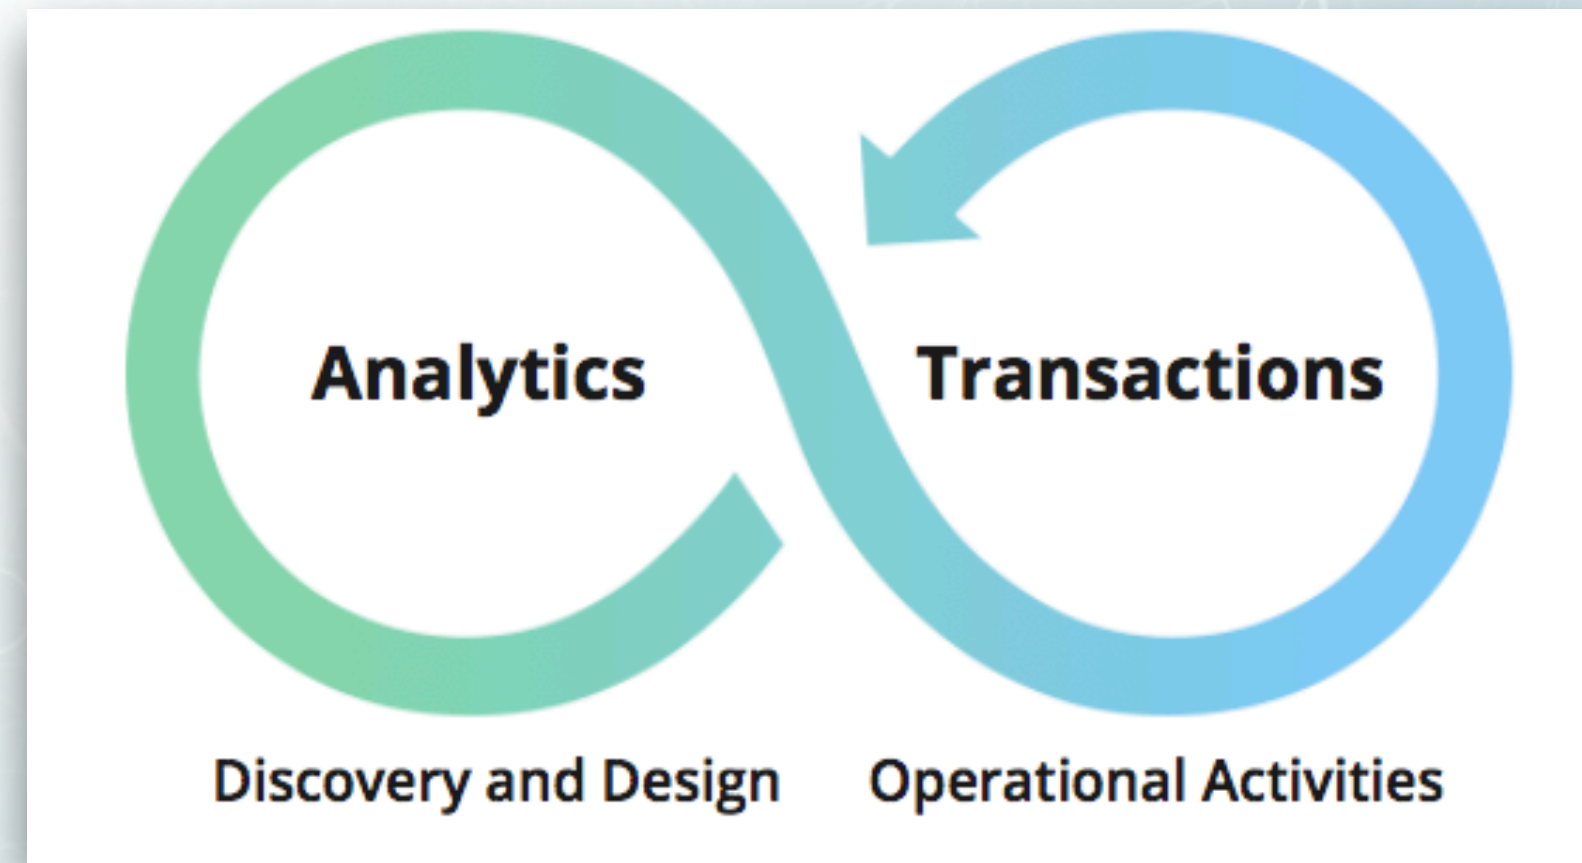 Analytics
Transactions
Discovery and Design
Operational Activities